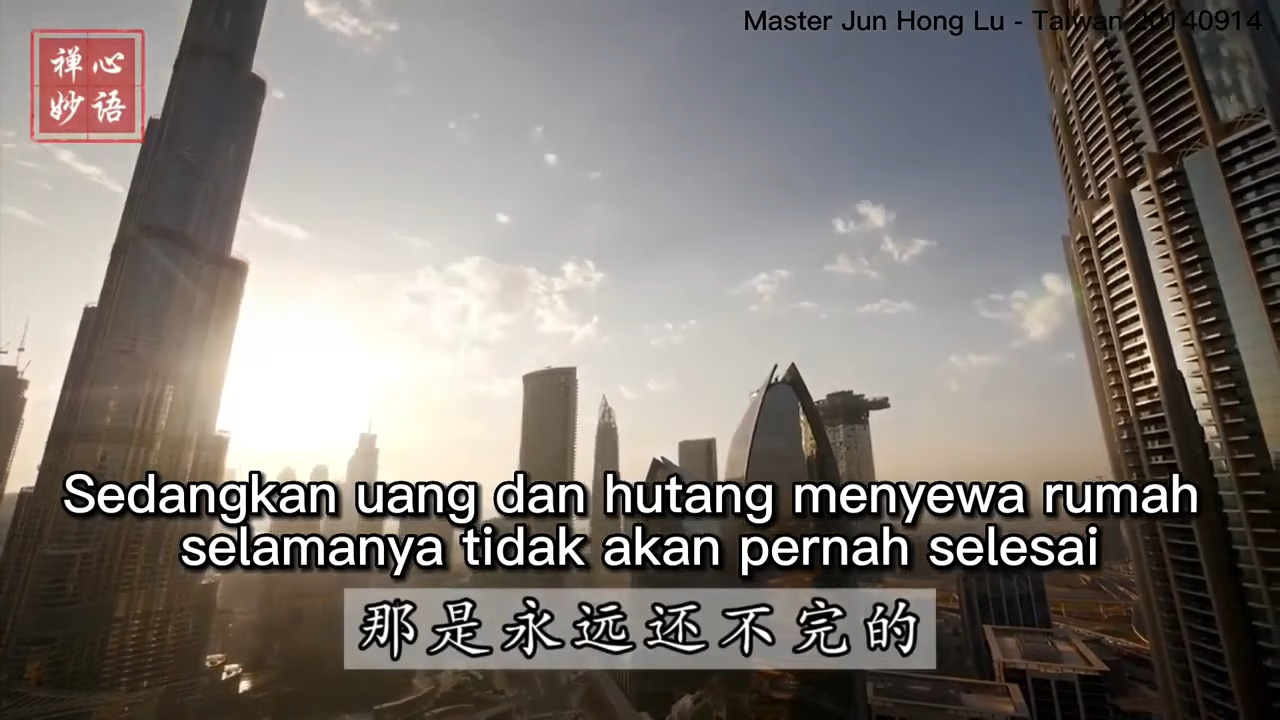 Master Jun Hong Lu - Taiwan 20140914
禅心
妙语
Sedangkan uang dan hutang menyewa rumah
selamanya tidak akan pernah selesai
那是永远还不完的